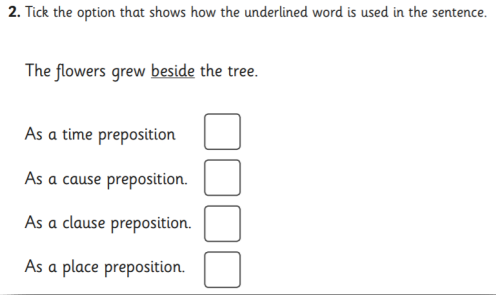 2. Tick the option that shows how the underlined word is used in the sentence.
The flowers grew beside the tree.
As a time preposition
As a cause preposition.
As a clause preposition.
As a place preposition.